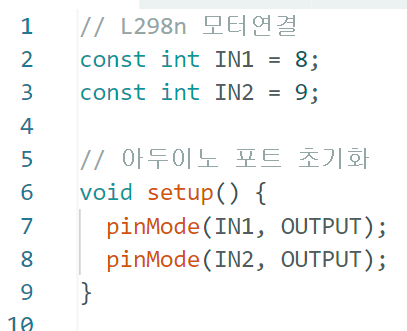 1 // L298n 모터연결
2 const int IN1 = 8;
3 const int IN2 = 9;
4
5 // 아두이노 포트 초기화
6 void setup() {
7 pinMode(IN1, OUTPUT);
8 pinMode(IN2, OUTPUT);
9 }
10